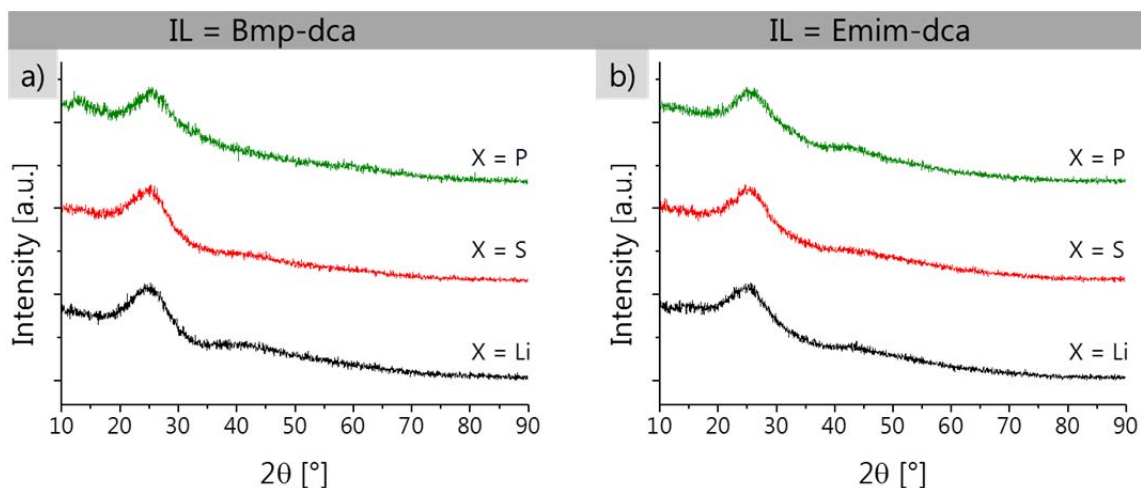 IL = Bmp-dca
IL = Emim-dca
a)
Intensity [a.u.]
X = P
X = S
X = Li
10 20 30 40 50 60 70 80 90
2θ [°]
b)
Intensity [a.u.]
X = P
X = S
X = Li
10 20 30 40 50 60 70 80 90
2θ [°]